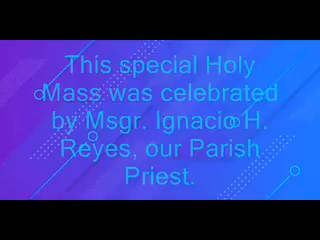 This special Holy
Mass was celebrated
by Msgr. Ignacio H.
Reyes, our Parish
Priest.